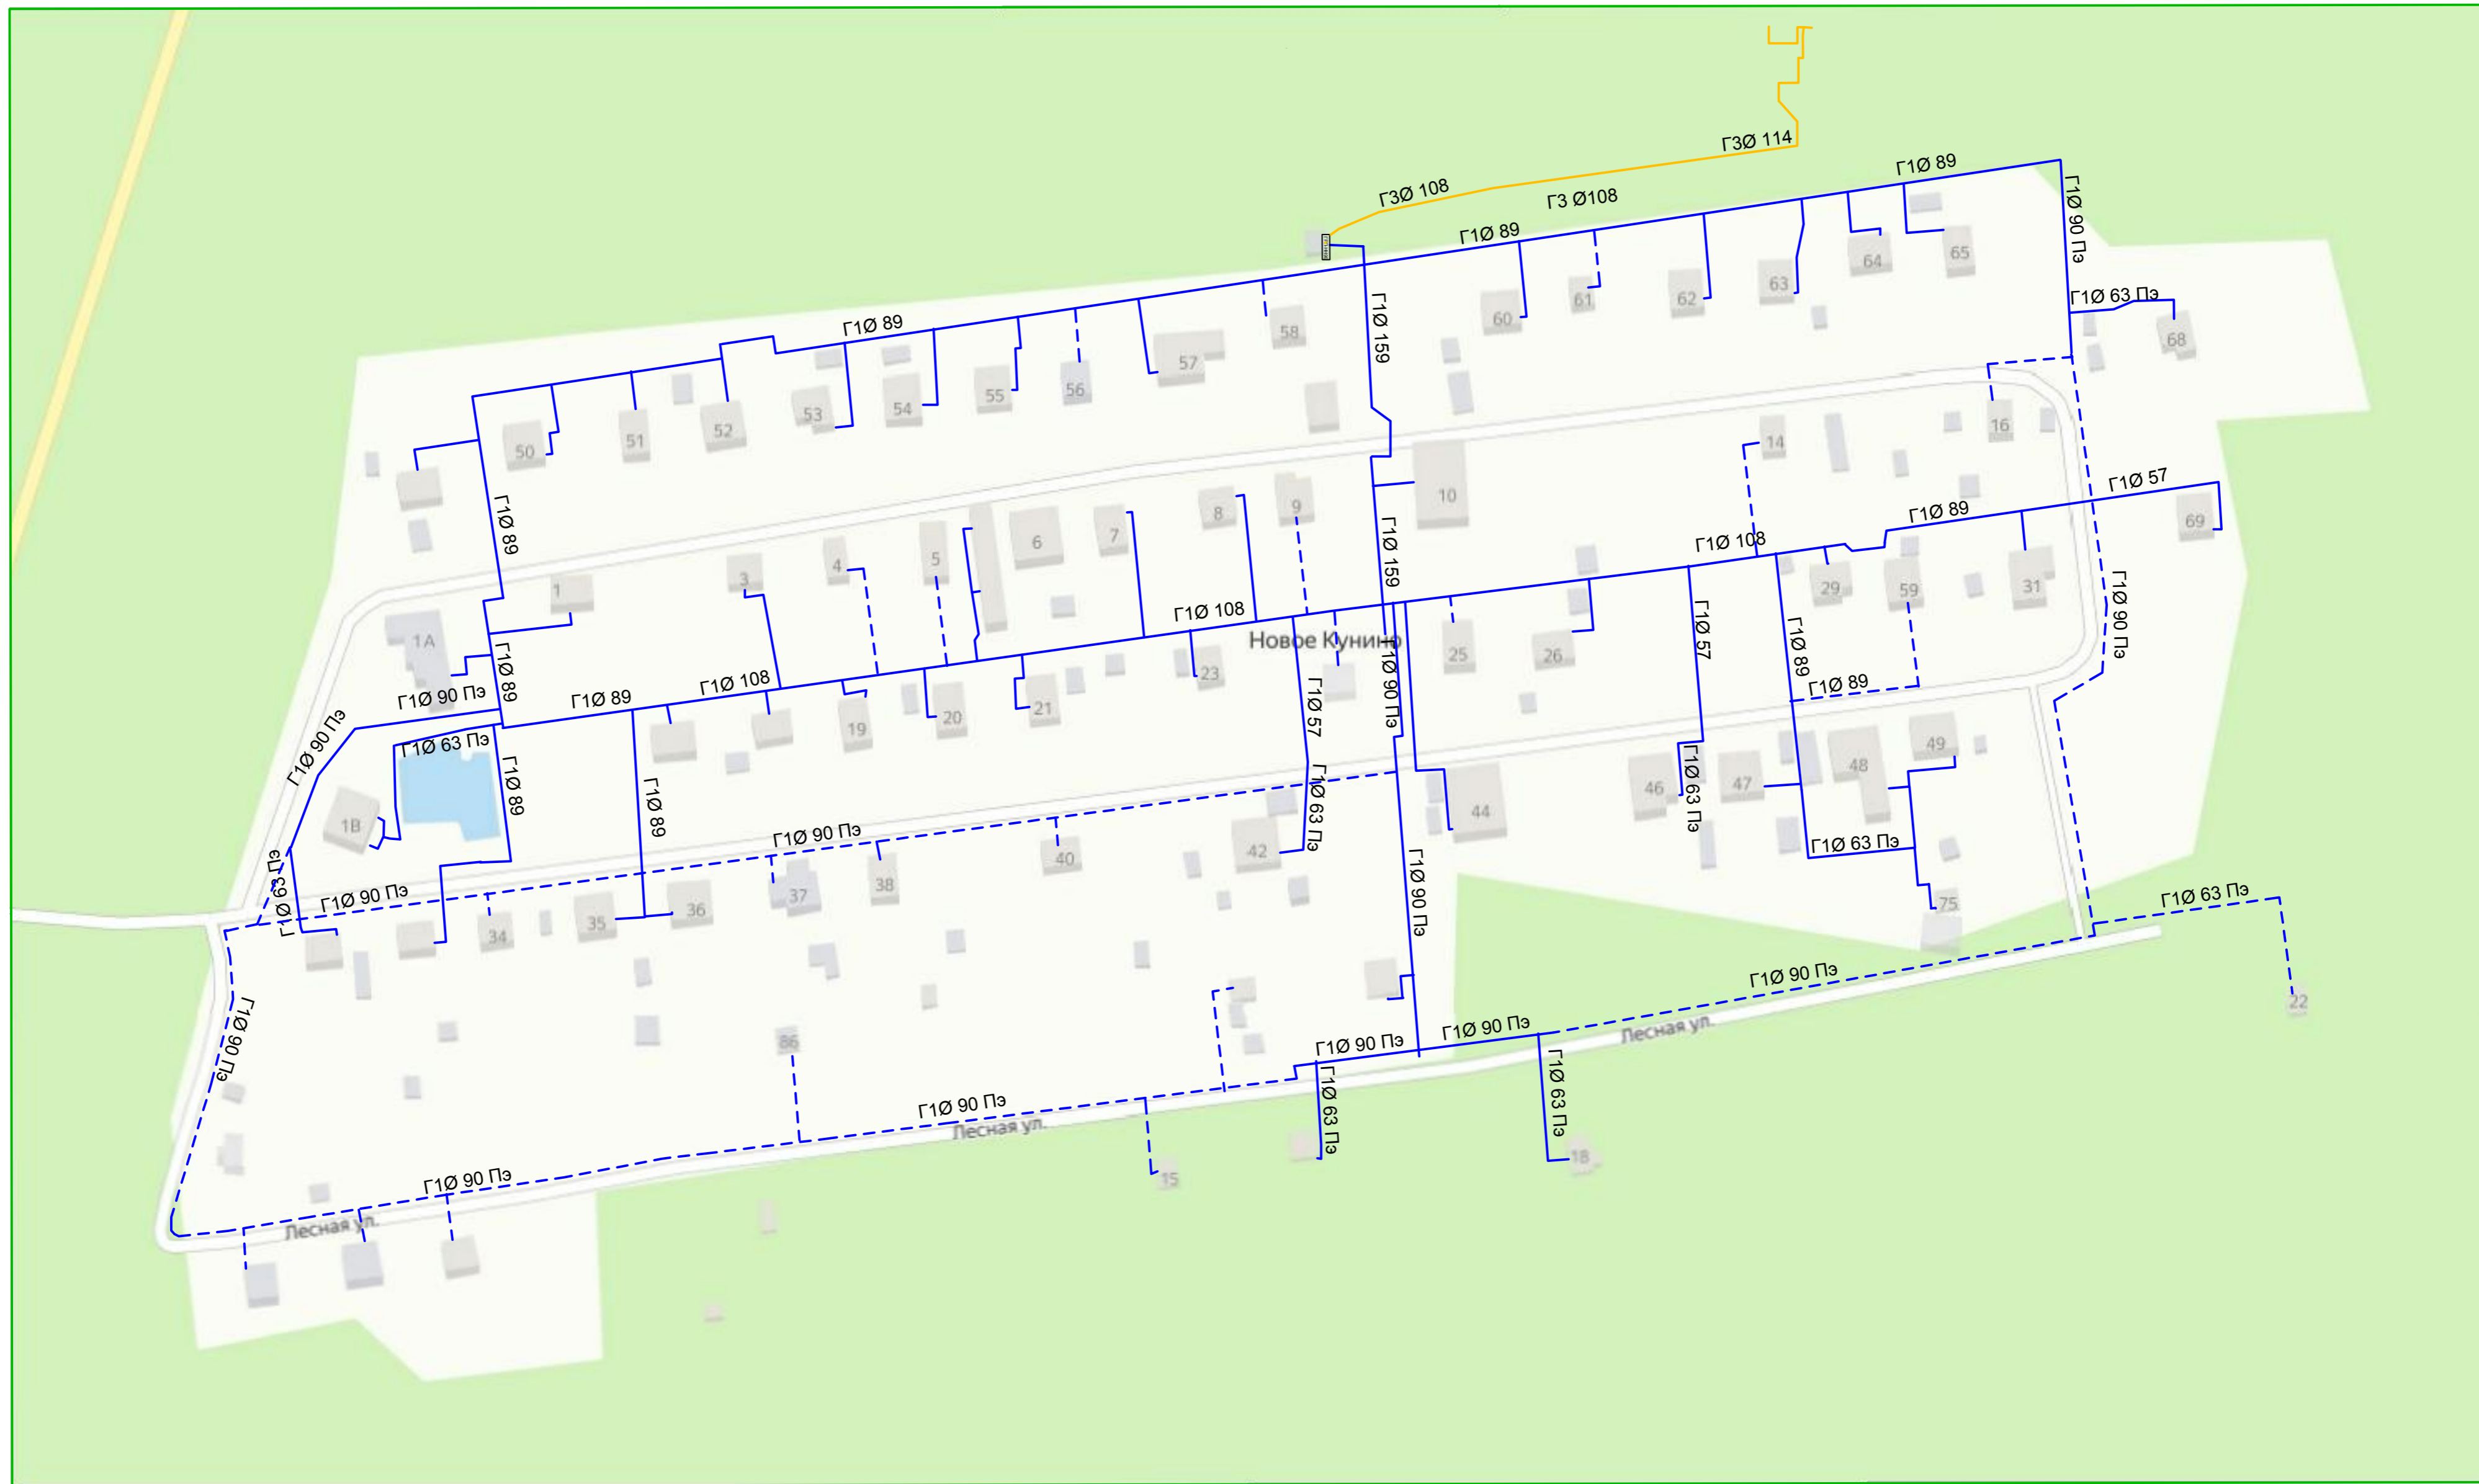 Г3Ø 114
Г3Ø 108
Г3 Ø108
Г1Ø 89
Г1Ø 89
Г1Ø 90 Пэ
Г1Ø 63 Пэ
Г1Ø 159
Г1Ø 89
65
64
63
62
61
60
58
57
56
55
54
53
52
51
50
68
16
14
10
9
8
7
6
5
4
3
1
1А
Г1Ø 89
Г1Ø 159
Г1Ø 57
Г1Ø 89
69
Г1Ø 108
29
59
31
Г1Ø 90 Пэ
Г1Ø 108
Новое Кунино
Г1Ø 57
Г1Ø 89
Г1Ø 89
Г1Ø 90 Пэ
25
26
23
Г1Ø 57
Г1Ø 89
Г1Ø 108
Г1Ø 89
Г1Ø 90 Пэ
Г1Ø 90 Пэ
19
20
21
Г1Ø 63 Пэ
Г1Ø 89
Г1Ø 89
1В
Г1Ø 63 Пэ
Г1Ø 63 Пэ
44
46
47
48
49
Г1Ø 63 Пэ
Г1Ø 90 Пэ
Г1Ø 63 Пэ
Г1Ø 90 Пэ
34
35
36
37
38
40
42
Г1Ø 90 Пэ
75
Г1Ø 63 Пэ
22
Г1Ø 90 Пэ
Лесная ул.
Г1Ø 90 Пэ
86
Г1Ø 90 Пэ
Г1Ø 90 Пэ
Г1Ø 63 Пэ
Г1Ø 63 Пэ
18
Г1Ø 90 Пэ
Лесная ул.
15
Г1Ø 90 Пэ
Лесная ул.